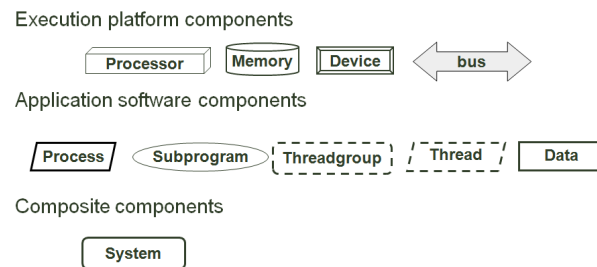 Execution platform components
Processor Memory Device bus
Application software components
Process Subprogram Threadgroup Thread Data
Composite components
System